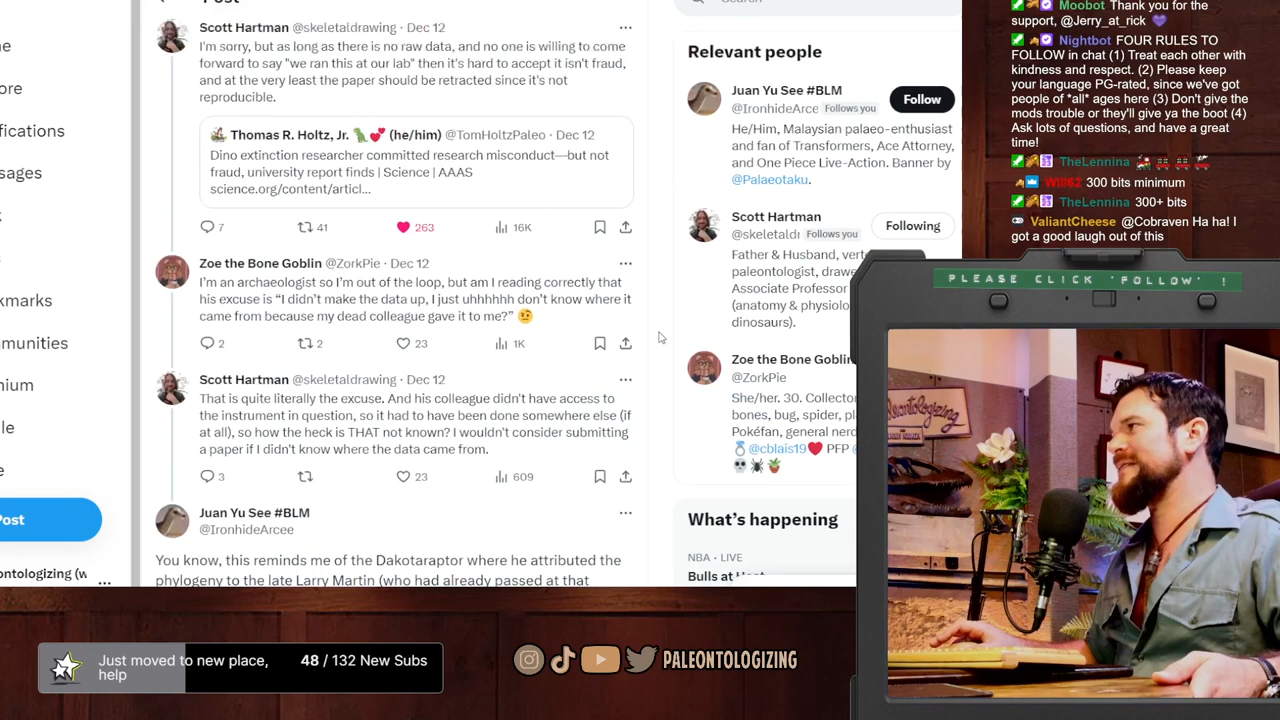 Post
Scott Hartman @skeletaldrawing · Dec 12
I'm sorry, but as long as there is no raw data, and no one is willing to come
forward to say "we ran this at our lab" then it's hard to accept it isn't fraud,
and at the very least the paper should be retracted since it's not
reproducible.
Thomas R. Holtz, Jr. 🦕💕 (he/him) @TomHoltzPaleo · Dec 12
Dino extinction researcher committed research misconduct—but not
fraud, university report finds | Science | AAAS
science.org/content/articl...
7 41 263 16K
Zoe the Bone Goblin @ZorkPie · Dec 12
I'm an archaeologist so I'm out of the loop, but am I reading correctly that
his excuse is "I didn't make the data up, I just uhhhhhh don't know where it
came from because my dead colleague gave it to me?" 🤨
2 2 23 1K
Scott Hartman @skeletaldrawing · Dec 12
That is quite literally the excuse. And his colleague didn't have access to
the instrument in question, so it had to have been done somewhere else (if
at all), so how the heck is THAT not known? I wouldn't consider submitting
a paper if I didn't know where the data came from.
3 23 609
Juan Yu See #BLM
@IronhideArcee
You know, this reminds me of the Dakotaraptor where he attributed the
phylogeny to the late Larry Martin (who had already passed at that
e
ore
fications
ssages
s
kmarks
mmunities
mium
le
e
Post
ontologizing (w
Relevant people
Juan Yu See #BLM
@IronhideArce Follows you
Follow
He/Him, Malaysian palaeo-enthusiast
and fan of Transformers, Ace Attorney,
and One Piece Live-Action. Banner by
@Palaeotaku.
Scott Hartman
@skeletaldr Follows you
Following
Father & Husband, vert
paleontologist, drawe
Associate Professor
(anatomy & physiolo
dinosaurs).
Zoe the Bone Goblin
@ZorkPie
She/her. 30. Collector
bones, bug, spider, pl
Pokéfan, general nerd
@cblais19❤️ PFP
What's happening
NBA · LIVE
Bulls at Heat
Moobot Thank you for the
support, @Jerry_at_rick 💜
Nightbot FOUR RULES TO
FOLLOW in chat (1) Treat each other with
kindness and respect. (2) Please keep
your language PG-rated, since we've got
people of *all* ages here (3) Don't give the
mods trouble or they'll give ya the boot (4)
Ask lots of questions, and have a great
time!
TheLennina
Will62 300 bits minimum
TheLennina 300+ bits
ValiantCheese @Cobraven Ha ha! I
got a good laugh out of this
PLEASE CLICK 'FOLLOW' !
Just moved to new place,
help
48 / 132 New Subs
PALEONTOLOGIZING